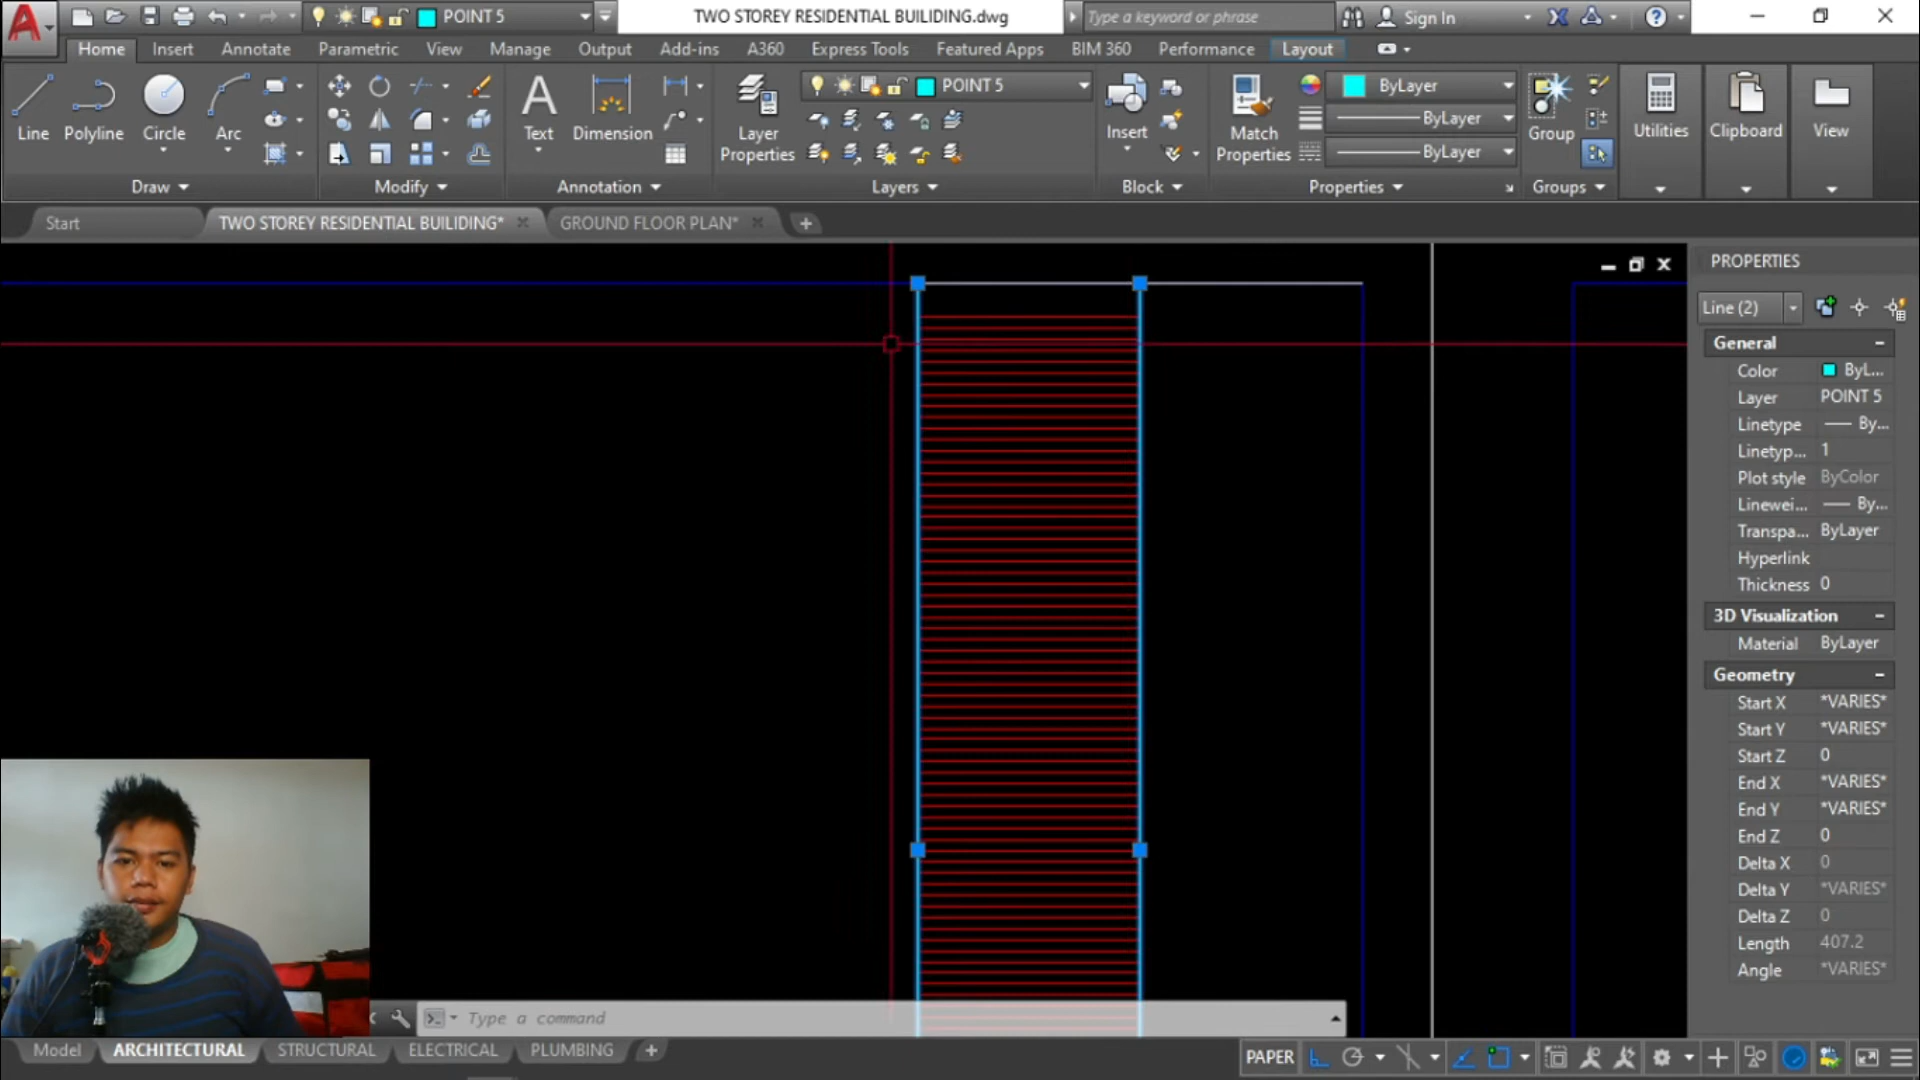 POINT 5
TWO STOREY RESIDENTIAL BUILIDING.dwg
Type a keyword or phrase
Sign In
Home
Insert
Annotate
Parametric
View
Manage
Output
Add-ins
A360
Express Tools
Featured Apps
BIM 360
Performance
Layout
Line
Polyline
Circle
Arc
Draw
Modify
Text
Dimension
Annotation
Layer
Properties
POINT 5
Layers
Insert
Block
Match
Properties
ByLayer
ByLayer
ByLayer
Properties
Group
Groups
Utilities
Clipboard
View
Start
TWO STOREY RESIDENTIAL BUILIDING*
GROUND FLOOR PLAN*
PROPERTIES
Line (2)
General
Color ByL...
Layer POINT 5
Linetype By...
Linetyp... 1
Plot style ByColor
Linewei... By...
Transpa... ByLayer
Hyperlink
Thickness 0
3D Visualization
Material ByLayer
Geometry
Start X *VARIES*
Start Y *VARIES*
Start Z 0
End X *VARIES*
End Y *VARIES*
End Z 0
Delta X 0
Delta Y *VARIES*
Delta Z 0
Length 407.2
Angle *VARIES*
Type a command
Model
ARCHITECTURAL
STRUCTURAL
ELECTRICAL
PLUMBING
PAPER